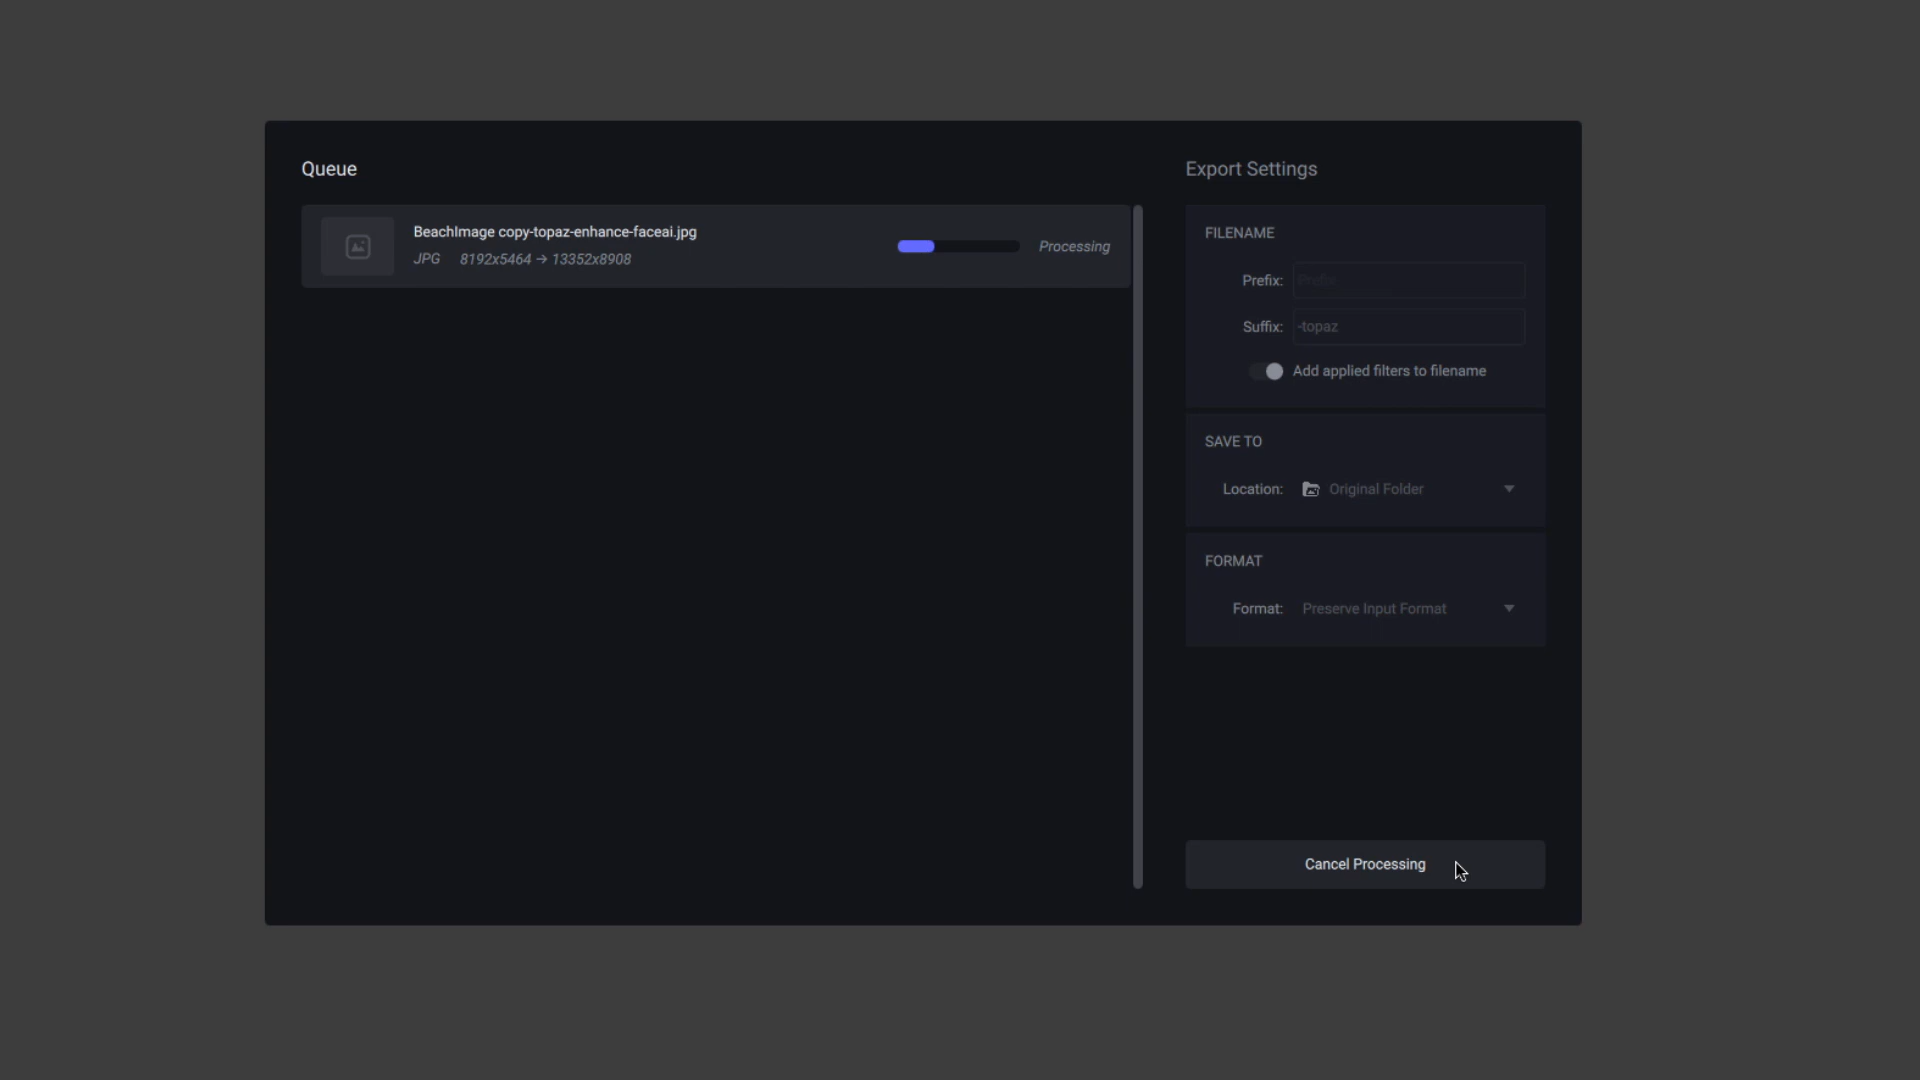 Queue
BeachImage copy-topaz-enhance-faceai.jpg
JPG 8192x5464 → 13352x8908
Processing
Export Settings
FILENAME
Prefix: Prefix
Suffix: -topaz
Add applied filters to filename
SAVE TO
Location: Original Folder
FORMAT
Format: Preserve Input Format
Cancel Processing